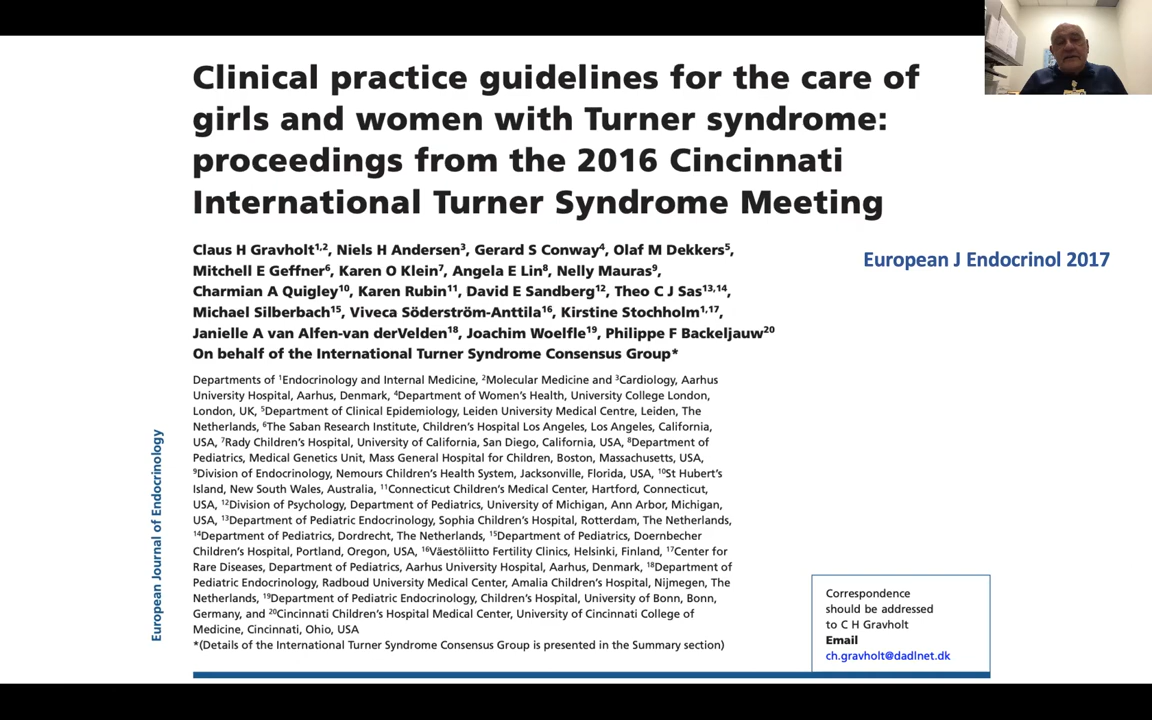 Clinical practice guidelines for the care of
girls and women with Turner syndrome:
proceedings from the 2016 Cincinnati
International Turner Syndrome Meeting
Claus H Gravholt1,2, Niels H Andersen3, Gerard S Conway4, Olaf M Dekkers5,
Mitchell E Geffner6, Karen O Klein7, Angela E Lin8, Nelly Mauras9,
Charmian A Quigley10, Karen Rubin11, David E Sandberg12, Theo C J Sas13,14,
Michael Silberbach15, Viveca Söderström-Anttila16, Kirstine Stochholm1,17,
Janielle A van Alfen-van derVelden18, Joachim Woelfle19, Philippe F Backeljauw20
On behalf of the International Turner Syndrome Consensus Group*
European J Endocrinol 2017
Departments of 1Endocrinology and Internal Medicine, 2Molecular Medicine and 3Cardiology, Aarhus
University Hospital, Aarhus, Denmark, 4Department of Women's Health, University College London,
London, UK, 5Department of Clinical Epidemiology, Leiden University Medical Centre, Leiden, The
Netherlands, 6The Saban Research Institute, Children's Hospital Los Angeles, Los Angeles, California,
USA, 7Rady Children's Hospital, University of California, San Diego, California, USA, 8Department of
Pediatrics, Medical Genetics Unit, Mass General Hospital for Children, Boston, Massachusetts, USA,
9Division of Endocrinology, Nemours Children's Health System, Jacksonville, Florida, USA, 10St Hubert's
Island, New South Wales, Australia, 11Connecticut Children's Medical Center, Hartford, Connecticut,
USA, 12Division of Psychology, Department of Pediatrics, University of Michigan, Ann Arbor, Michigan,
USA, 13Department of Pediatric Endocrinology, Sophia Children's Hospital, Rotterdam, The Netherlands,
14Department of Pediatrics, Dordrecht, The Netherlands, 15Department of Pediatrics, Doernbecher
Children's Hospital, Portland, Oregon, USA, 16Väestöliitto Fertility Clinics, Helsinki, Finland, 17Center for
Rare Diseases, Department of Pediatrics, Aarhus University Hospital, Aarhus, Denmark, 18Department of
Pediatric Endocrinology, Radboud University Medical Center, Amalia Children's Hospital, Nijmegen, The
Netherlands, 19Department of Pediatric Endocrinology, Children's Hospital, University of Bonn, Bonn,
Germany, and 20Cincinnati Children's Hospital Medical Center, University of Cincinnati College of
Medicine, Cincinnati, Ohio, USA
*(Details of the International Turner Syndrome Consensus Group is presented in the Summary section)
European Journal of Endocrinology
Correspondence
should be addressed
to C H Gravholt
Email
ch.gravholt@dadlnet.dk